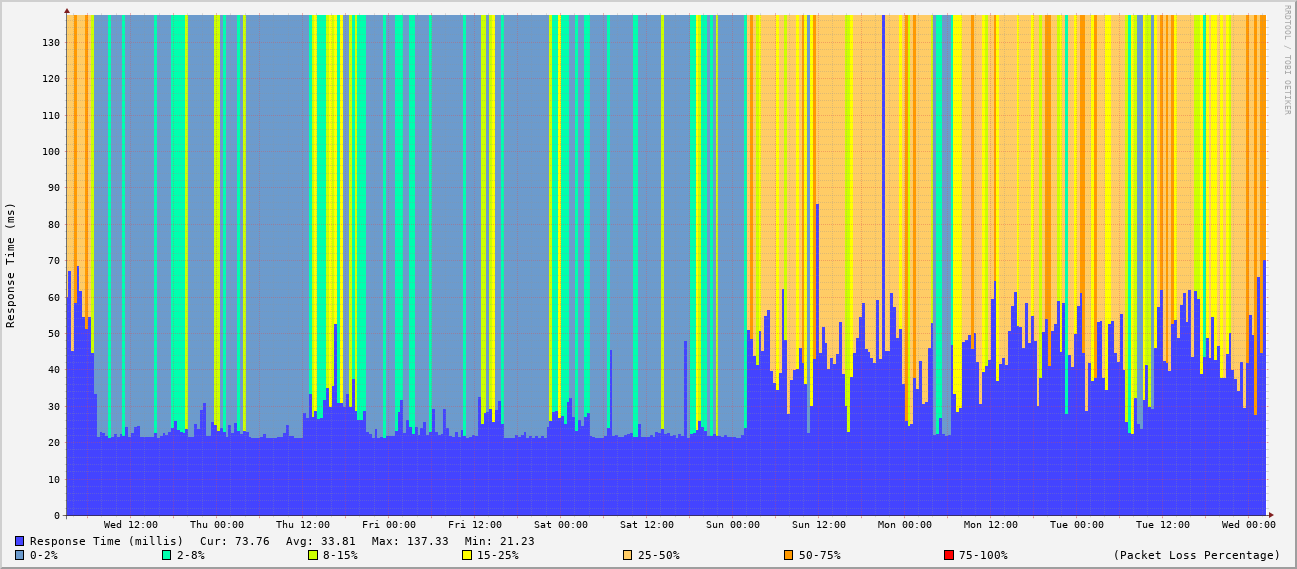 RRDTOOL / TOBI OETIKER
Response Time (ms)
130
120
110
100
90
80
70
60
50
40
30
20
10
0
Wed 12:00 Thu 00:00 Thu 12:00 Fri 00:00 Fri 12:00 Sat 00:00 Sat 12:00 Sun 00:00 Sun 12:00 Mon 00:00 Mon 12:00 Tue 00:00 Tue 12:00 Wed 00:00
Response Time (millis) Cur: 73.76 Avg: 33.81 Max: 137.33 Min: 21.23
0-2% 2-8% 8-15% 15-25% 25-50% 50-75% 75-100% (Packet Loss Percentage)